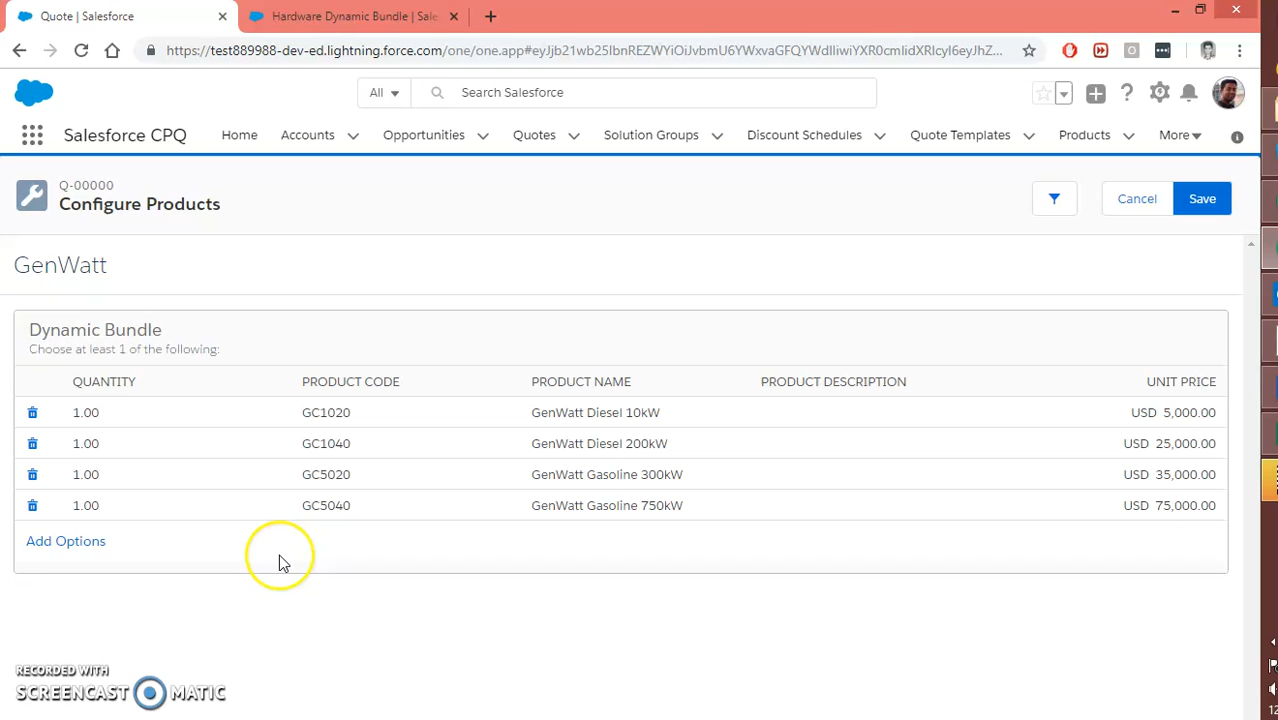 Quote | Salesforce
Hardware Dynamic Bundle | Sale
https://test889988-dev-ed.lightning.force.com/one/one.app#eyJjb21wb25lbnREZWYiOiJvbmU6YWxvaGFQYWdlIiwiYXR0cmlidXRlcyI6eyJhZ...
All
Search Salesforce
Salesforce CPQ
Home
Accounts
Opportunities
Quotes
Solution Groups
Discount Schedules
Quote Templates
Products
More
Q-00000
Configure Products
Cancel
Save
GenWatt
Dynamic Bundle
Choose at least 1 of the following:
QUANTITY PRODUCT CODE PRODUCT NAME PRODUCT DESCRIPTION UNIT PRICE
1.00 GC1020 GenWatt Diesel 10kW USD 5,000.00
1.00 GC1040 GenWatt Diesel 200kW USD 25,000.00
1.00 GC5020 GenWatt Gasoline 300kW USD 35,000.00
1.00 GC5040 GenWatt Gasoline 750kW USD 75,000.00
Add Options
RECORDED WITH
SCREENCAST MATIC